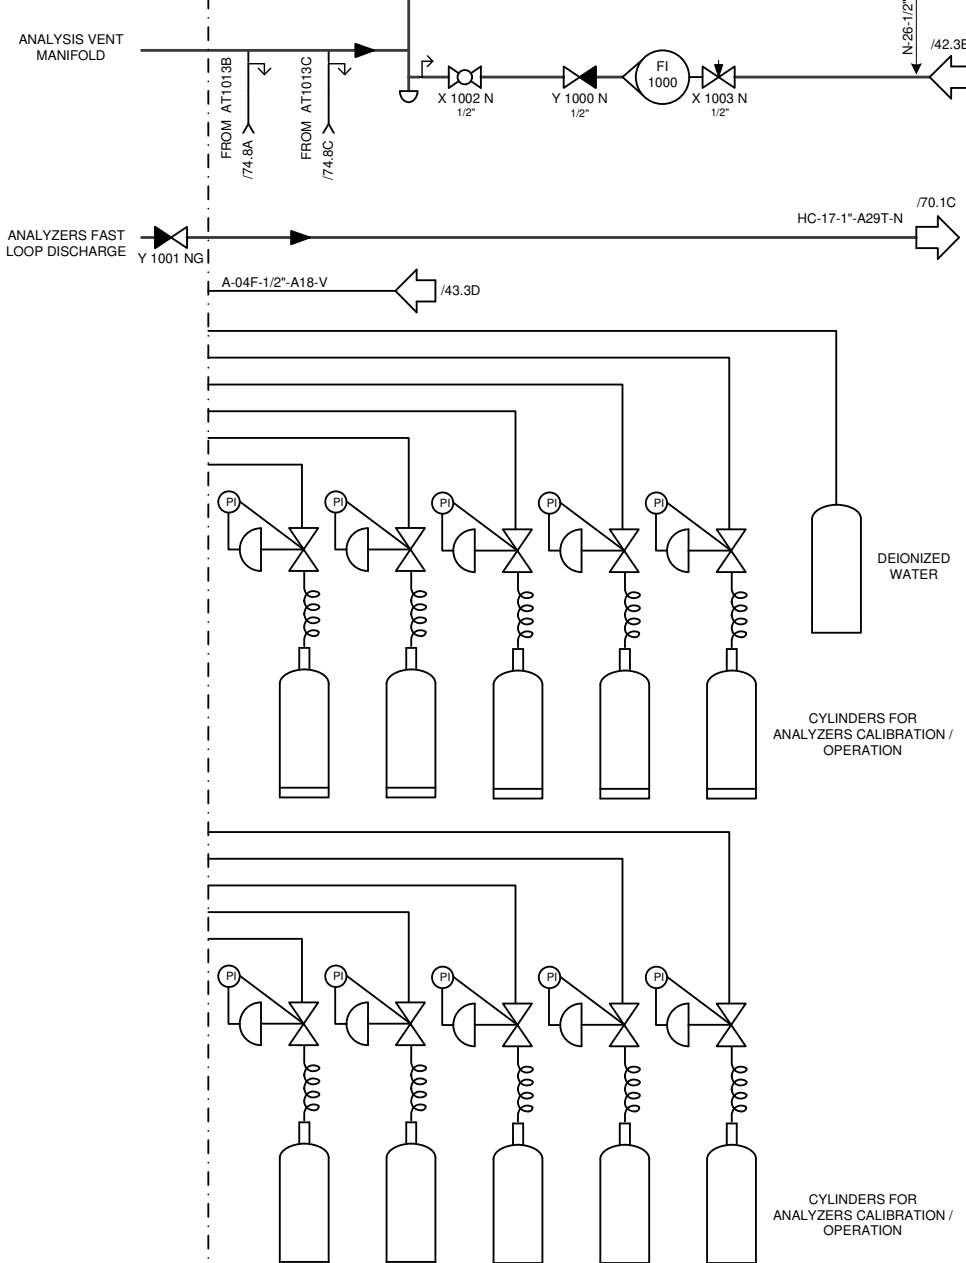 N-26-1/2"
/42.3E
ANALYSIS VENT
MANIFOLD
FROM AT1013B
/74.8A
FROM AT1013C
/74.8C
FI
1000
X 1002 N
1/2"
Y 1000 N
1/2"
X 1003 N
1/2"
/70.1C
HC-17-1"-A29T-N
ANALYZERS FAST
LOOP DISCHARGE
Y 1001 NG
A-04F-1/2"-A18-V
/43.3D
PI
PI
PI
PI
PI
DEIONIZED
WATER
CYLINDERS FOR
ANALYZERS CALIBRATION /
OPERATION
PI
PI
PI
PI
PI
CYLINDERS FOR
ANALYZERS CALIBRATION /
OPERATION